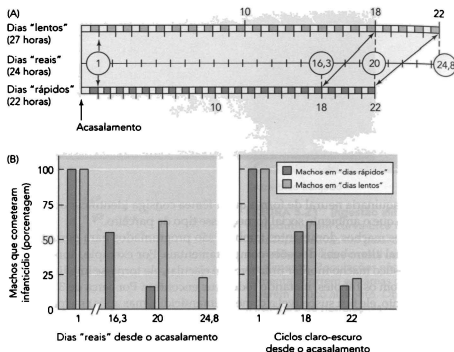 (A)
10 18 22
Dias "lentos"
(27 horas)
Dias "reais"
(24 horas)
1 16,3 20 24,8
Dias "rápidos"
(22 horas)
18 22
Acasalamento
(B)
Machos que cometeram
infanticídio (porcentagem)
100
75
50
25
0
1 16,3 20 24,8
Dias "reais" desde o acasalamento
Machos em "dias rápidos"
Machos em "dias lentos"
1 18 22
Ciclos claro-escuro
desde o acasalamento